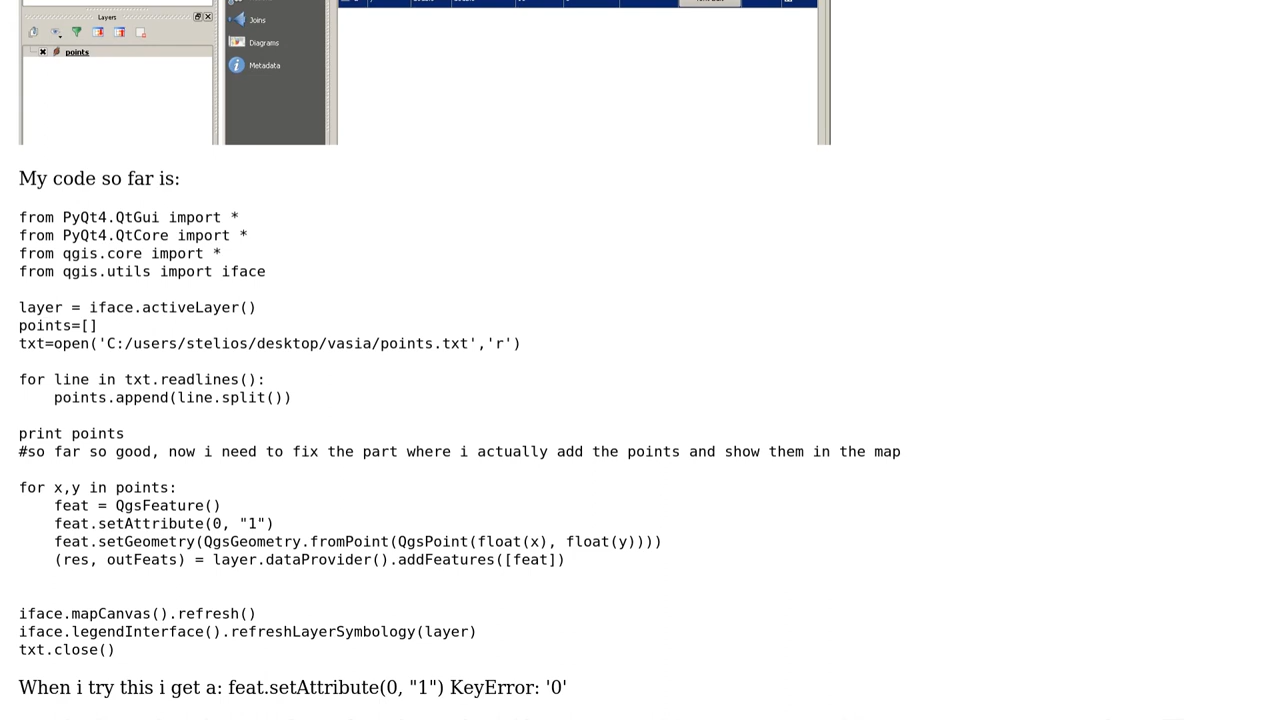 Layers
Joins
points
Diagrams
Metadata
My code so far is:
from PyQt4.QtGui import *
from PyQt4.QtCore import *
from qgis.core import *
from qgis.utils import iface
layer = iface.activeLayer()
points=[]
txt=open('C:/users/stelios/desktop/vasia/points.txt','r')
for line in txt.readlines():
    points.append(line.split())
print points
#so far so good, now i need to fix the part where i actually add the points and show them in the map
for x,y in points:
    feat = QgsFeature()
    feat.setAttribute(0, "1")
    feat.setGeometry(QgsGeometry.fromPoint(QgsPoint(float(x), float(y))))
    (res, outFeats) = layer.dataProvider().addFeatures([feat])
iface.mapCanvas().refresh()
iface.legendInterface().refreshLayerSymbology(layer)
txt.close()
When i try this i get a: feat.setAttribute(0, "1") KeyError: '0'